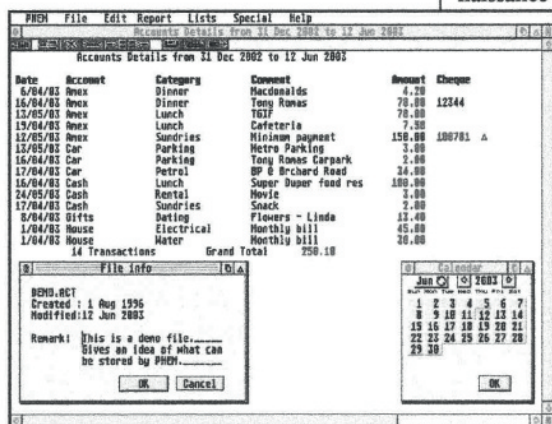 PHEM File Edit Report Lists Special Help
Accounts Details from 31 Dec 2002 to 12 Jun 2003
Accounts Details from 31 Dec 2002 to 12 Jun 2003
Date Account Category Comment Amount Cheque
6/04/03 Amex Dinner Macdonalds 4.20
16/04/03 Amex Dinner Tony Romas 78.00 12344
13/05/03 Amex Lunch TGIF 78.00
19/04/03 Amex Lunch Cafeteria 7.50
12/05/03 Amex Sundries Minimum payment 150.00 100781
13/05/03 Car Parking Metro Parking 3.00
16/04/03 Car Parking Tony Romas Carpark 2.00
17/04/03 Car Petrol BP @ Orchard Road 34.00
16/04/03 Cash Lunch Super Duper food res 100.00
24/05/03 Cash Rental Movie 3.00
17/04/03 Cash Sundries Snack 2.00
8/04/03 Gifts Dating Flowers - Linda 13.40
1/04/03 House Electrical Monthly bill 45.00
1/04/03 House Water Monthly bill
14 Transactions Grand Total 250.10
File info
DEMO.ACT
Created : 1 Aug 1996
Modified:12 Jun 2003
Remark: This is a demo file.
Gives an idea of what can
be stored by PHEM.
OK Cancel
Calendar
Jun 2003
Sun Mon Tue Wed Thu Fri Sat
1 2 3 4 5 6 7
8 9 10 11 12 13 14
15 16 17 18 19 20 21
22 23 24 25 26 27 28
29 30
OK